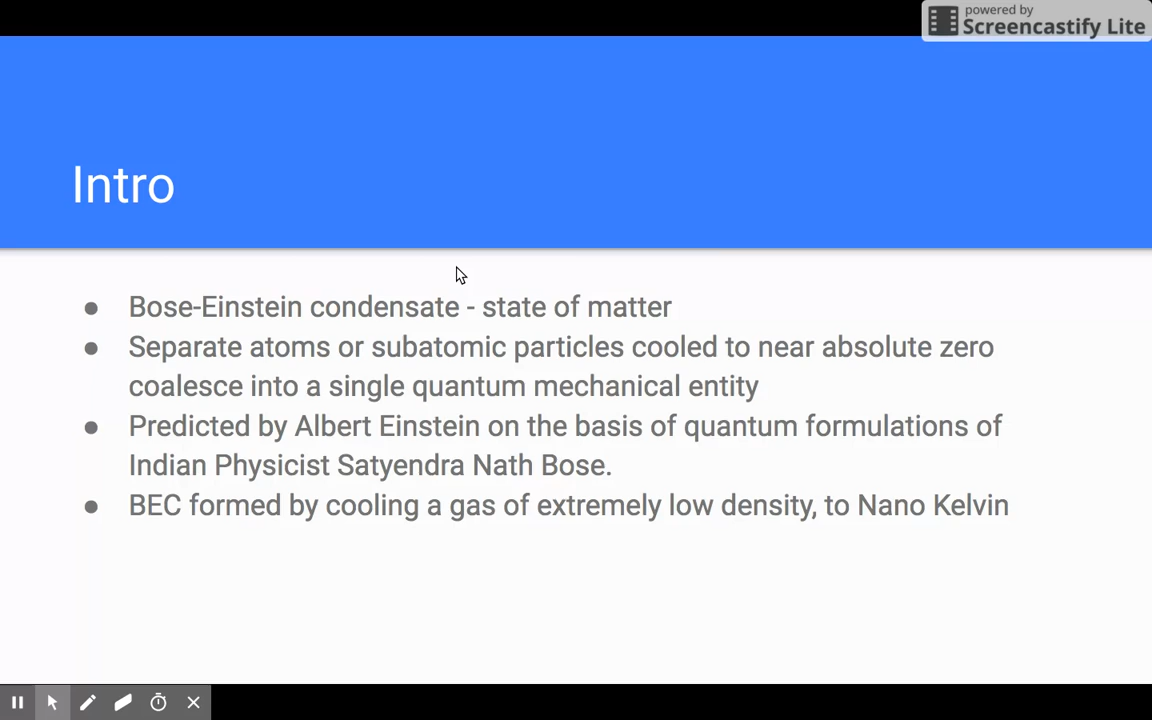 powered by
Screencastify Lite
Intro
● Bose-Einstein condensate - state of matter
● Separate atoms or subatomic particles cooled to near absolute zero
coalesce into a single quantum mechanical entity
● Predicted by Albert Einstein on the basis of quantum formulations of
Indian Physicist Satyendra Nath Bose.
● BEC formed by cooling a gas of extremely low density, to Nano Kelvin